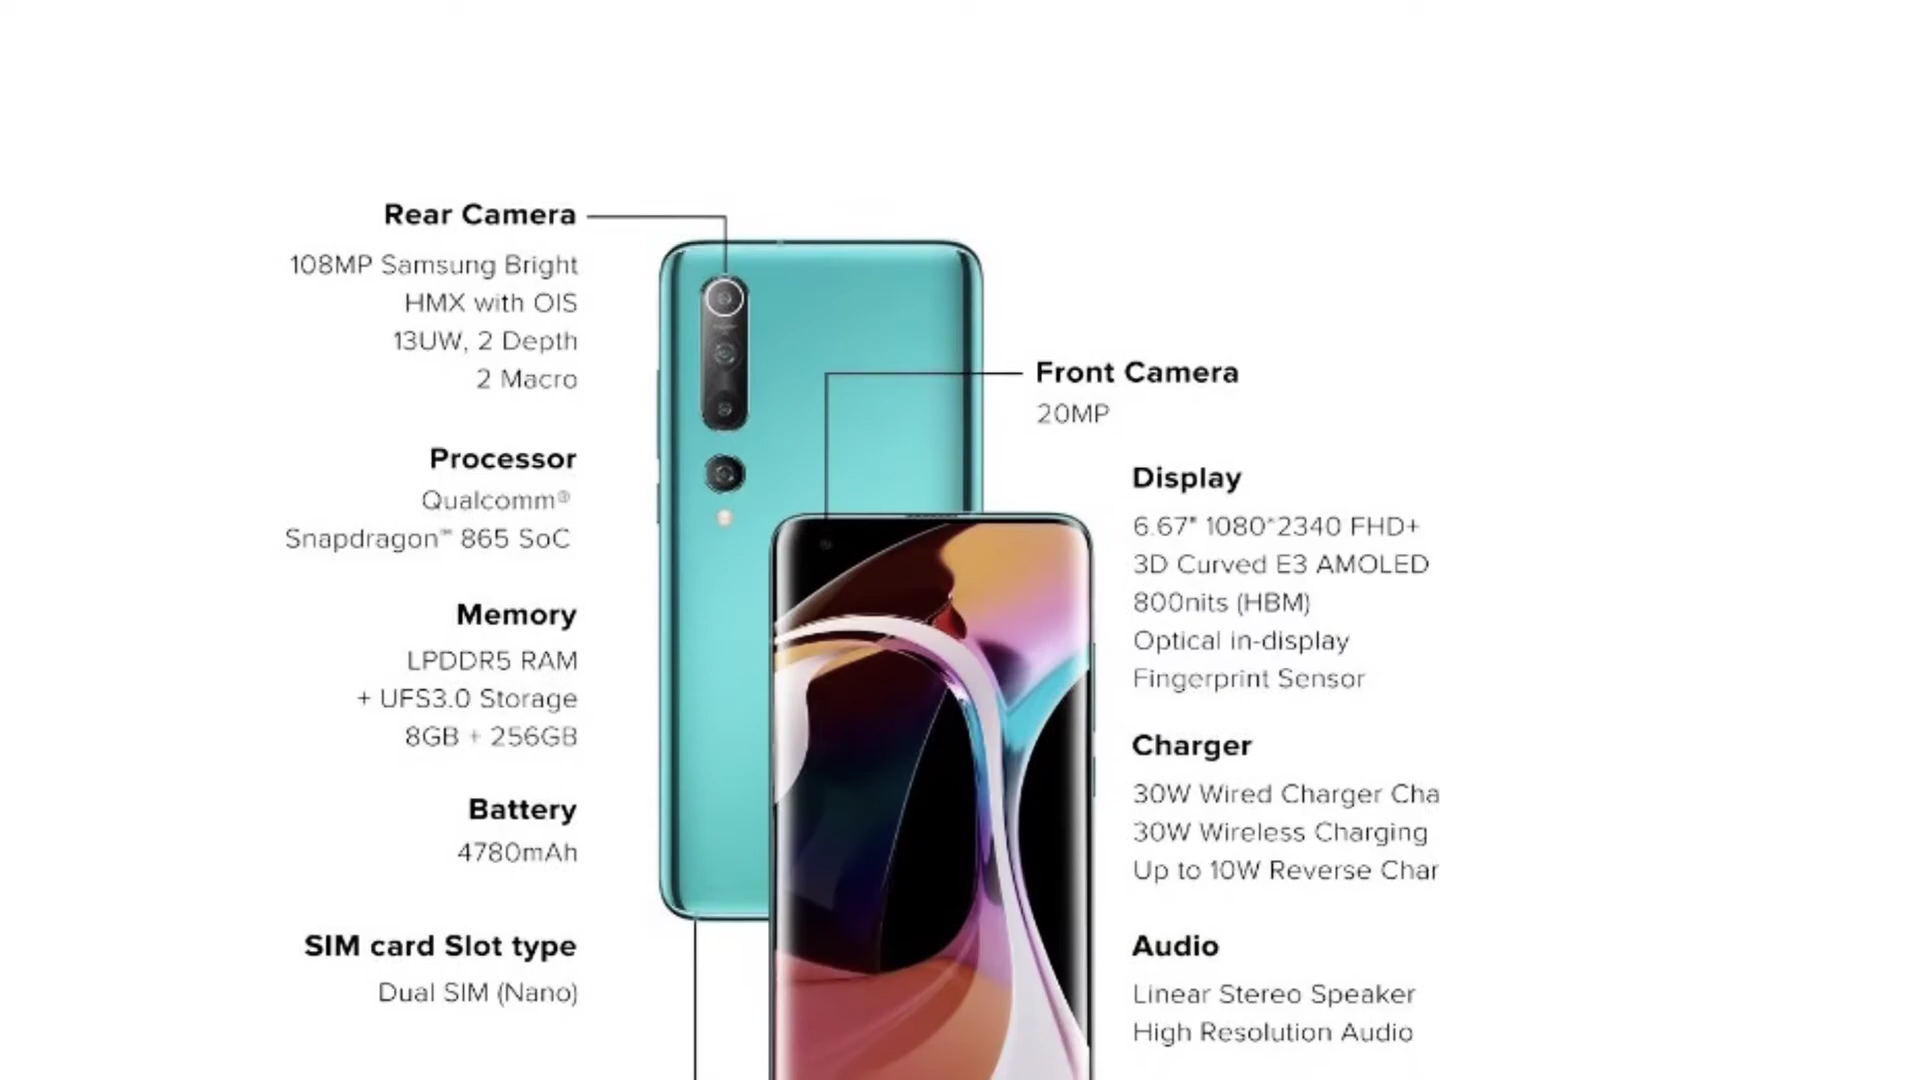 Rear Camera
108MP Samsung Bright
HMX with OIS
13UW, 2 Depth
2 Macro
Processor
Qualcomm®
Snapdragon™ 865 SoC
Memory
LPDDR5 RAM
+ UFS3.0 Storage
8GB + 256GB
Battery
4780mAh
SIM card Slot type
Dual SIM (Nano)
Front Camera
20MP
Display
6.67" 1080*2340 FHD+
3D Curved E3 AMOLED
800nits (HBM)
Optical in-display
Fingerprint Sensor
Charger
30W Wired Charger Cha
30W Wireless Charging
Up to 10W Reverse Char
Audio
Linear Stereo Speaker
High Resolution Audio